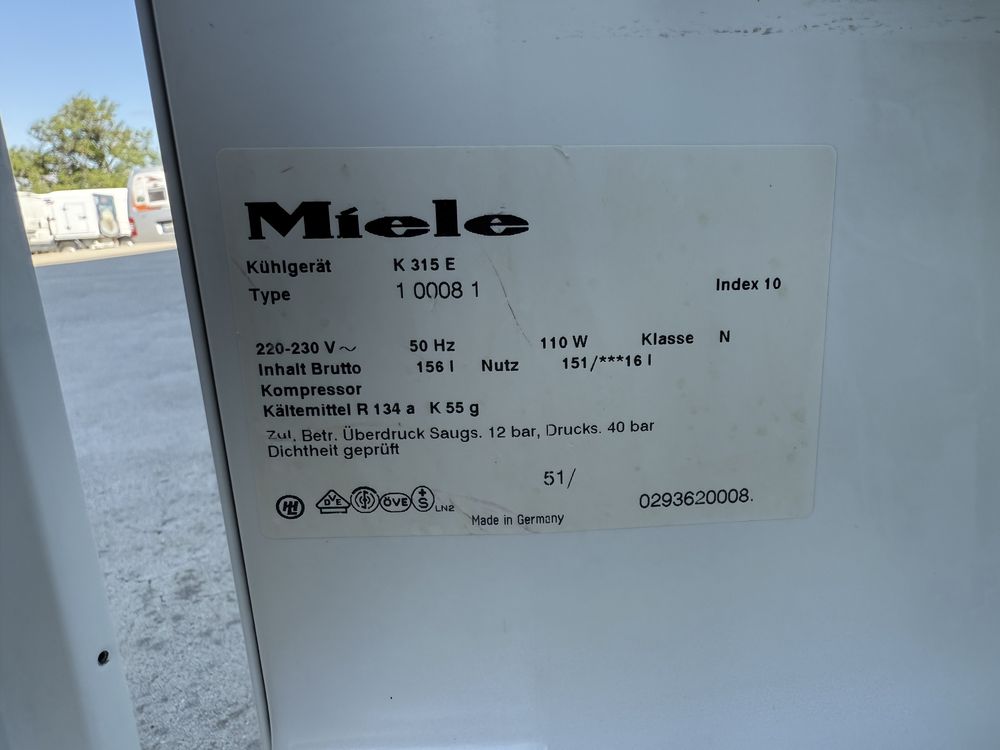 Miele
Kühlgerät K 315 E
Type 1 0008 1 Index 10
220-230 V~ 50 Hz 110 W Klasse N
Inhalt Brutto 156 l Nutz 151/***16 l
Kompressor
Kältemittel R 134 a K 55 g
Zul. Betr. Überdruck Saugs. 12 bar, Drucks. 40 bar
Dichtheit geprüft
51/
DVE ÖVE +S LN2 Made in Germany 0293620008.